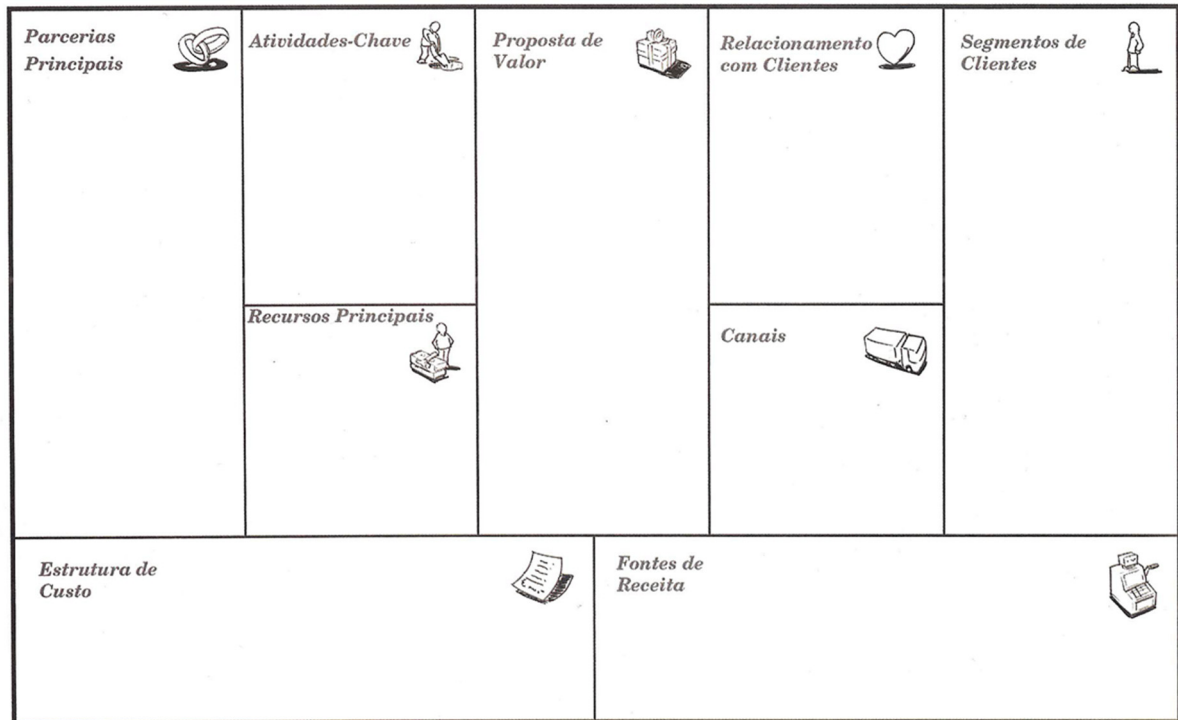 Parcerias
Principais
Atividades-Chave
Proposta de
Valor
Relacionamento
com Clientes
Segmentos de
Clientes
Recursos Principais
Canais
Estrutura de
Custo
Fontes de
Receita